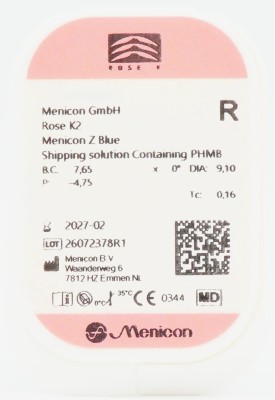 ROSE K
Menicon GmbH R
Rose K2
Menicon Z Blue
Shipping solution Containing PHMB
B.C. 7,65 x 0° DIA: 9,10
P -4,75
Tc: 0,16
2027-02
LOT 26072378R1
Menicon B.V
Waanderweg 6
7812 HZ Emmen NL
35°C CE 0344 MD
Menicon